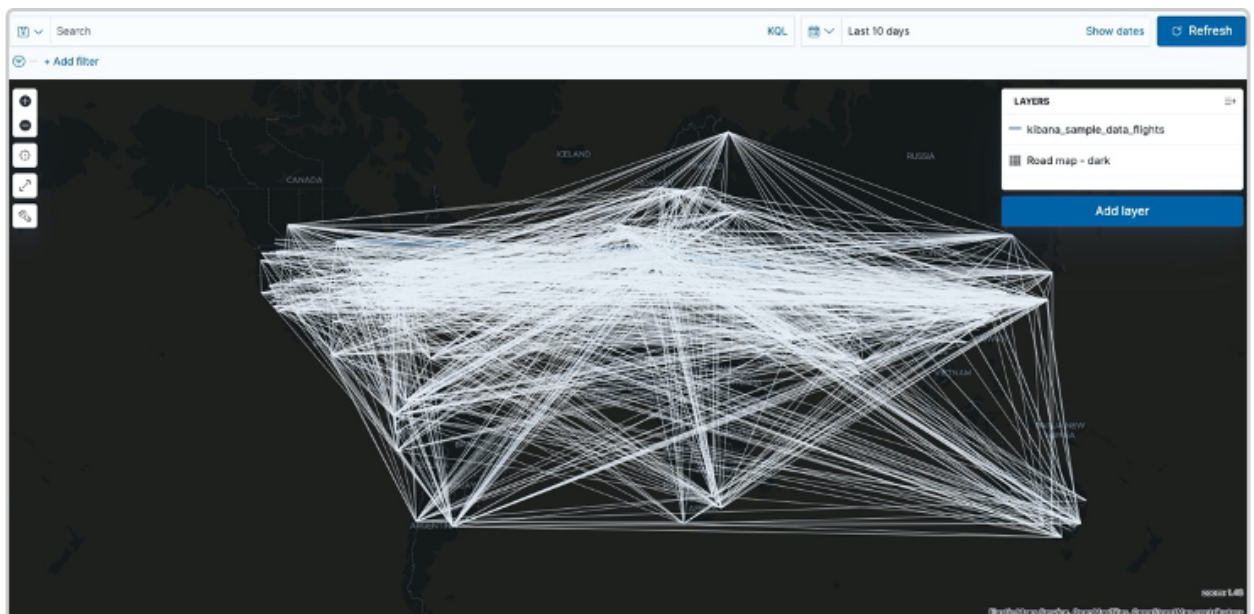 Search
KQL
Last 10 days
Show dates
Refresh
+ Add filter
LAYERS
kibana_sample_data_flights
Road map - dark
Add layer
ICELAND
RUSSIA
CANADA
VIETNAM